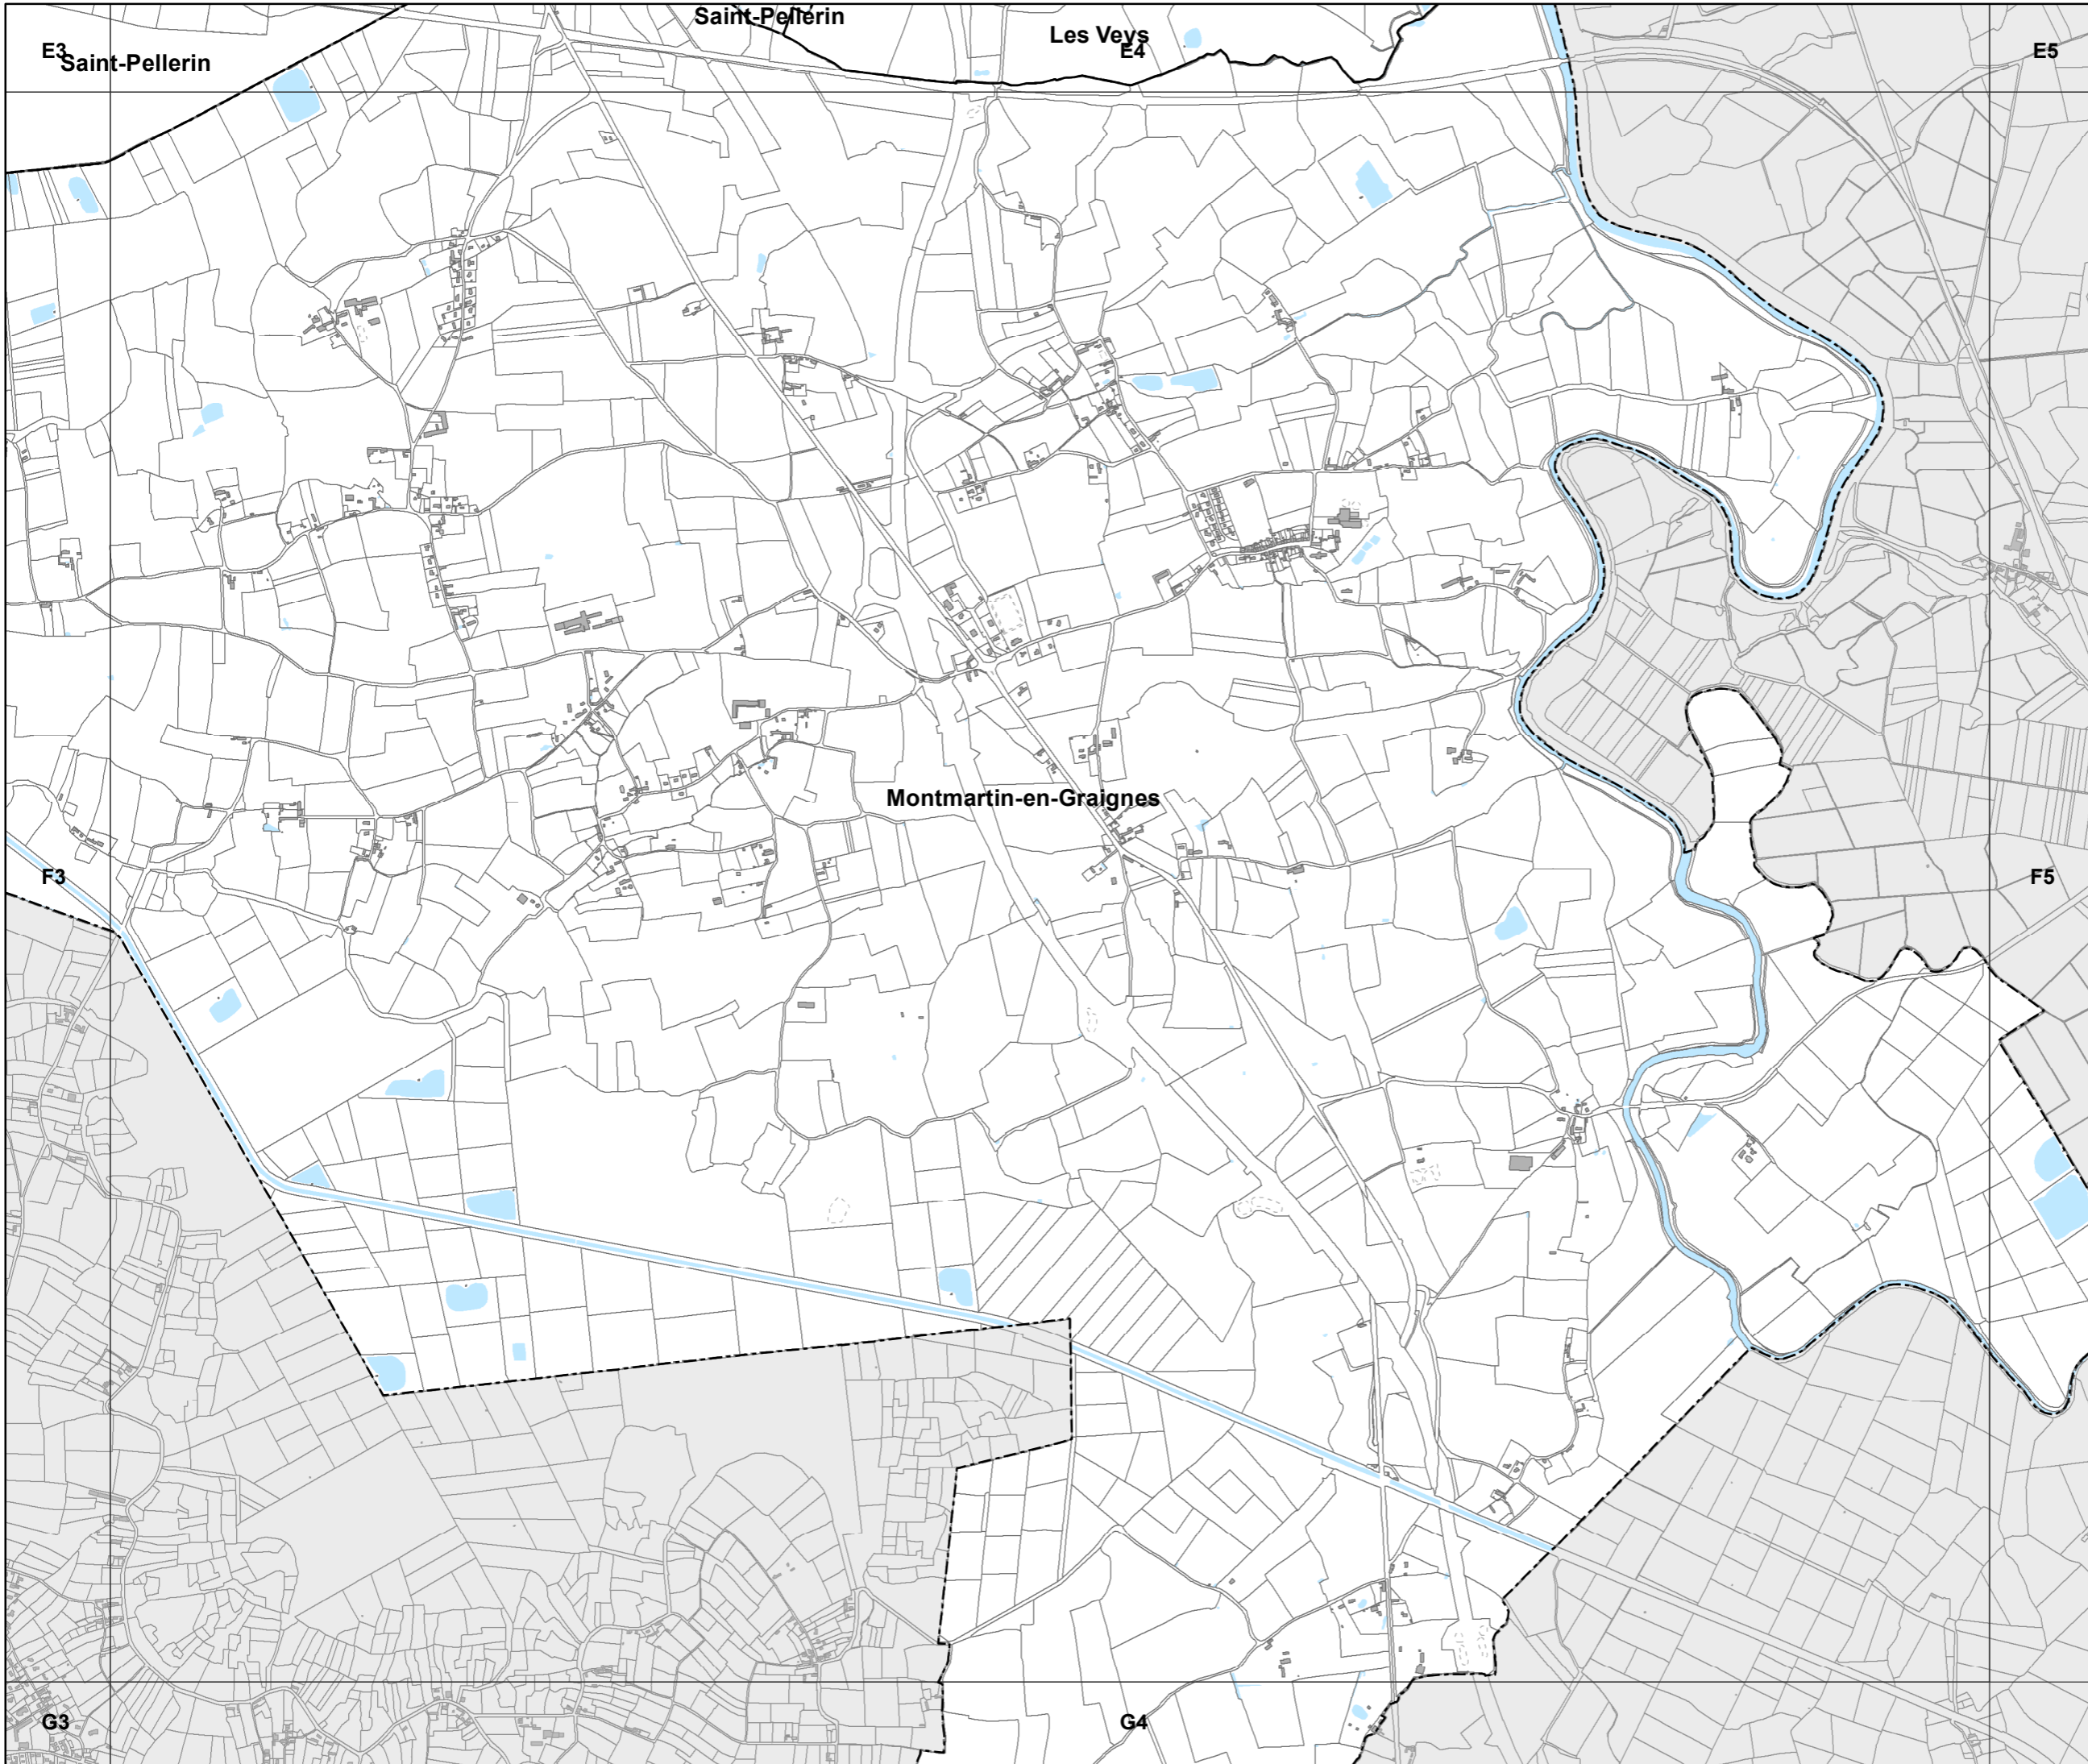 Saint-Pellerin
Les Veys
E3
E4
E5
Saint-Pellerin
Montmartin-en-Graignes
F3
F5
G3
G4